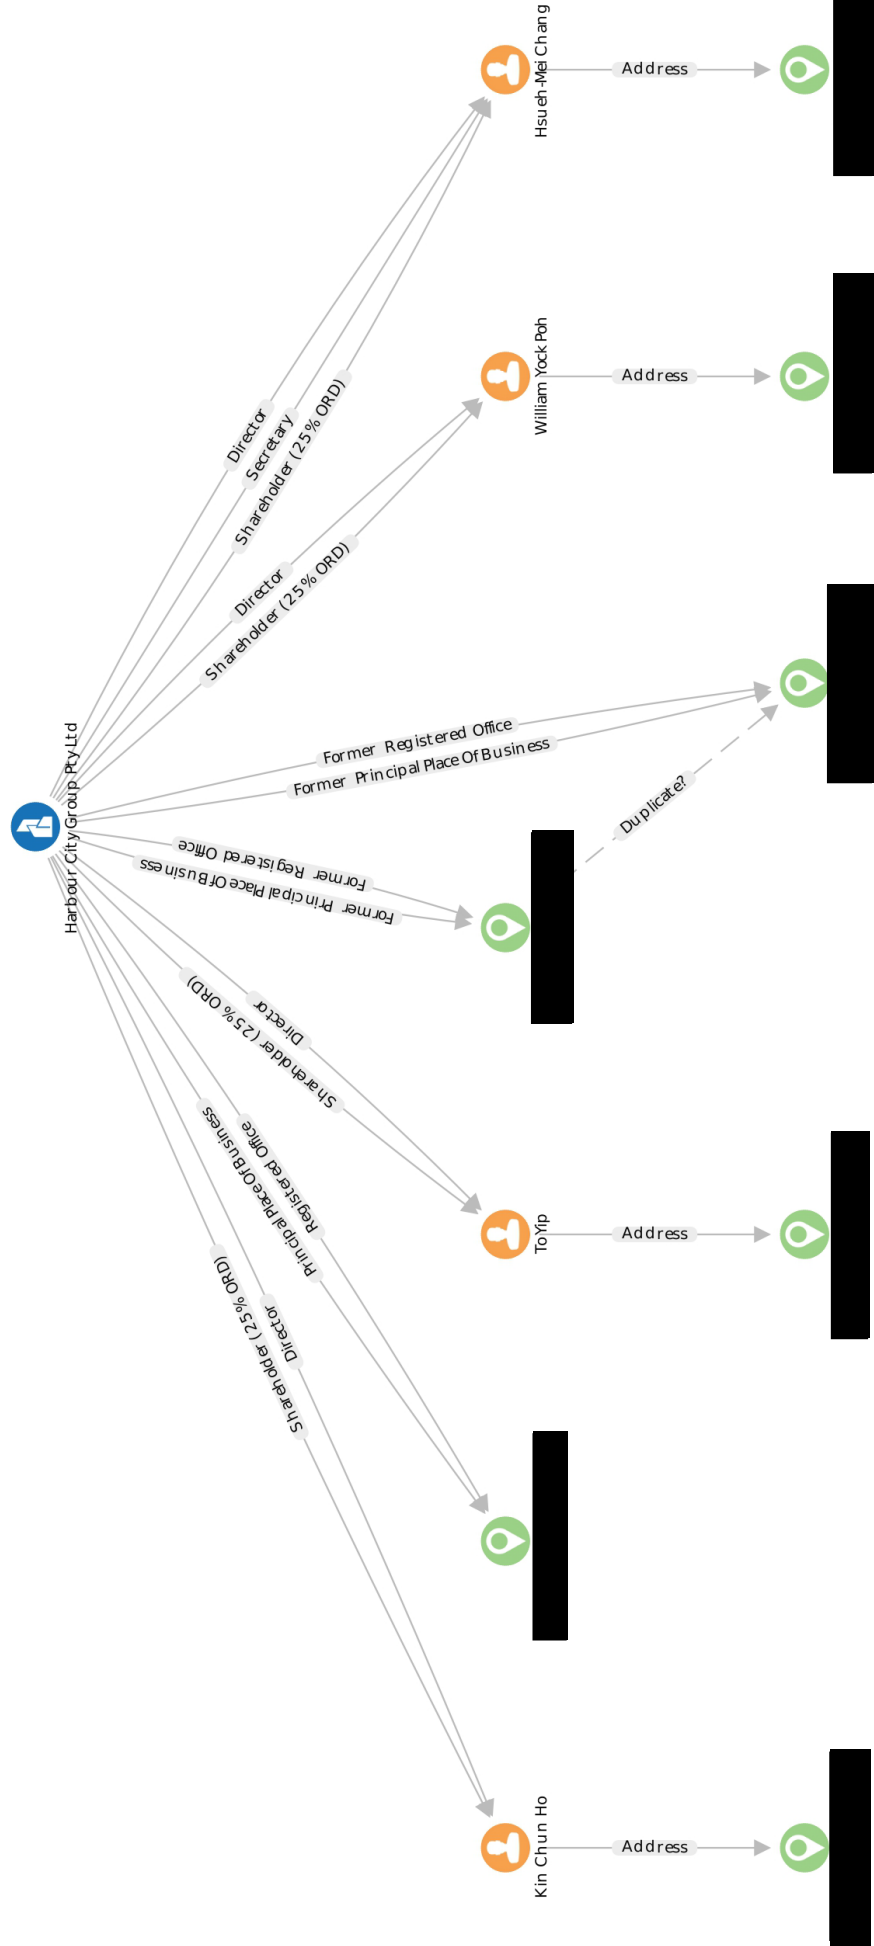 Hsueh-Mei Chang
Address
Director
Secretary
Shareholder (25% ORD)
William Yock Poh
Address
Director
Shareholder (25% ORD)
Harbour City Group Pty Ltd
Former Registered Office
Former Principal Place Of Business
Duplicate?
Former Registered Office
Former Principal Place Of Business
Director
Shareholder (25% ORD)
To Yip
Address
Registered Office
Principal Place Of Business
Director
Shareholder (25% ORD)
Kin Chun Ho
Address